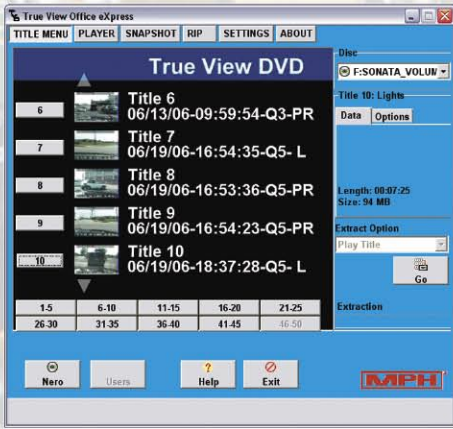 True View Office eXpress
TITLE MENU PLAYER SNAPSHOT RIP SETTINGS ABOUT
True View DVD
6
Title 6
06/13/06-09:59:54-Q3-PR
7
Title 7
06/19/06-16:54:35-Q5- L
8
Title 8
06/19/06-16:53:36-Q5-PR
9
Title 9
06/19/06-16:54:23-Q5-PR
10
Title 10
06/19/06-18:37:28-Q5- L
1-5 6-10 11-15 16-20 21-25
26-30 31-35 36-40 41-45 46-50
Disc
F:SONATA_VOLUM
Title 10: Lights
Data Options
Length: 00:07:25
Size: 94 MB
Extract Option
Play Title
Go
Extraction
Nero Users Help Exit
MPH